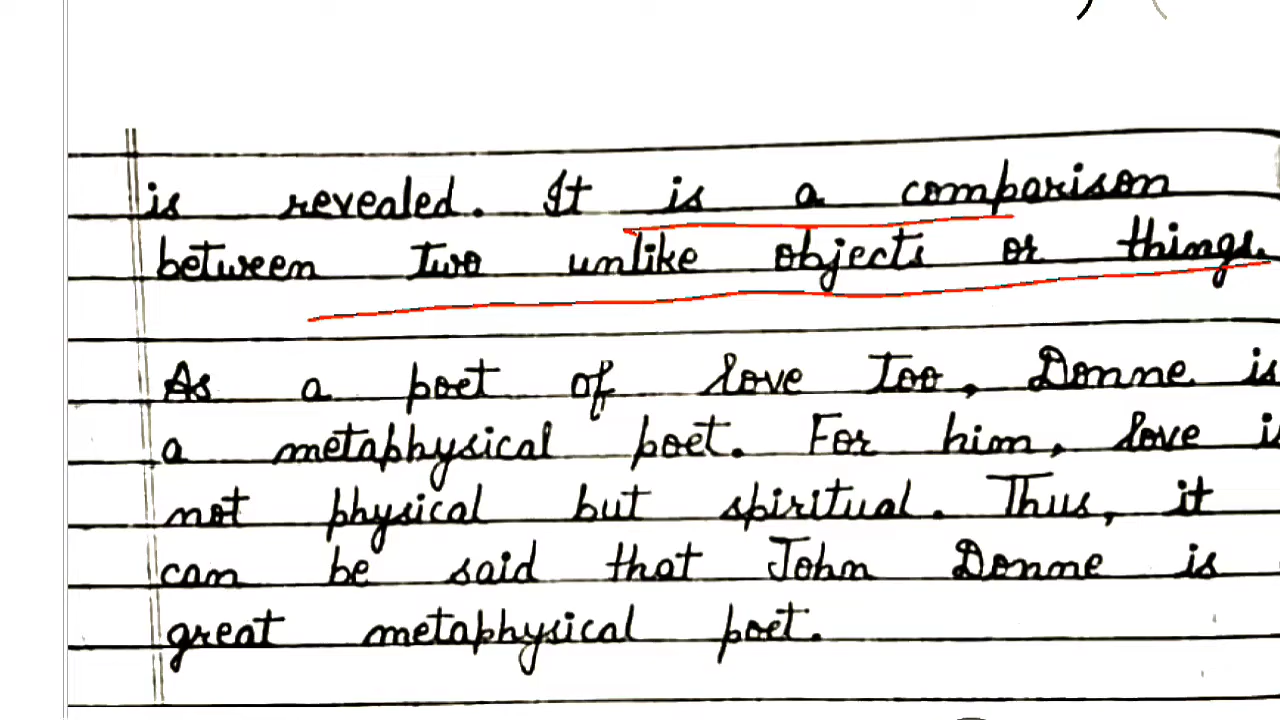 is revealed. It is a comparison
between two unlike objects or things.
As a poet of love too, Donne is
a metaphysical poet. For him, love is
not physical but spiritual. Thus, it
can be said that John Donne is
great metaphysical poet.